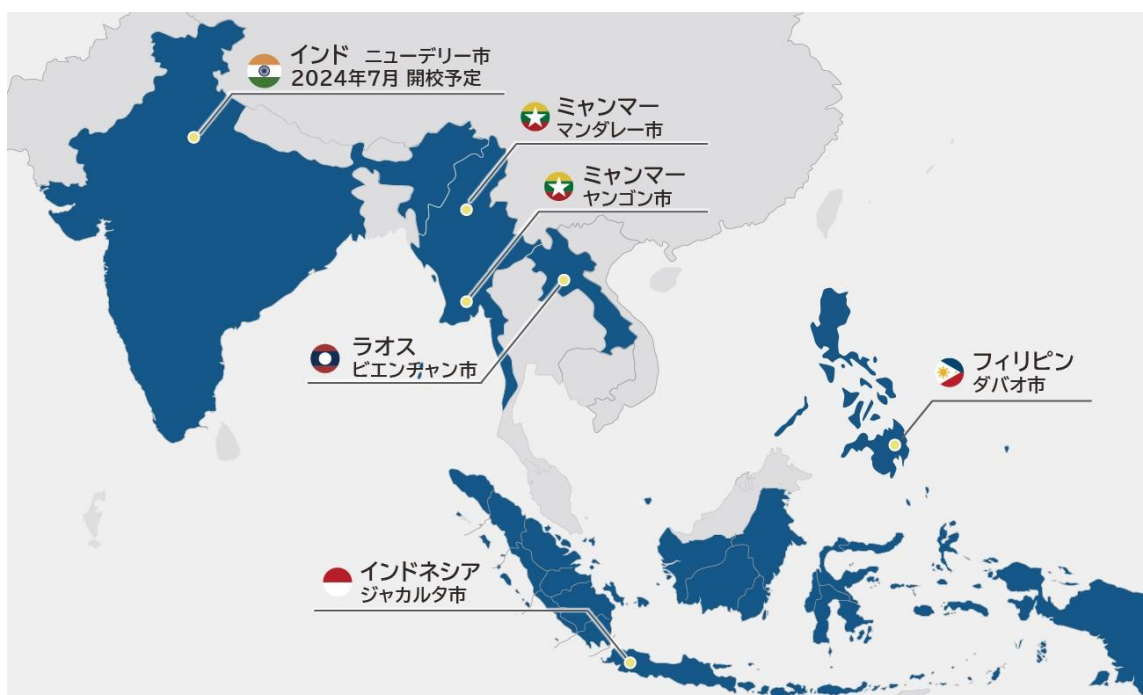 インド ニューデリー市
2024年7月 開校予定
ミャンマー
マンダレー市
ミャンマー
ヤンゴン市
ラオス
ビエンチャン市
フィリピン
ダバオ市
インドネシア
ジャカルタ市